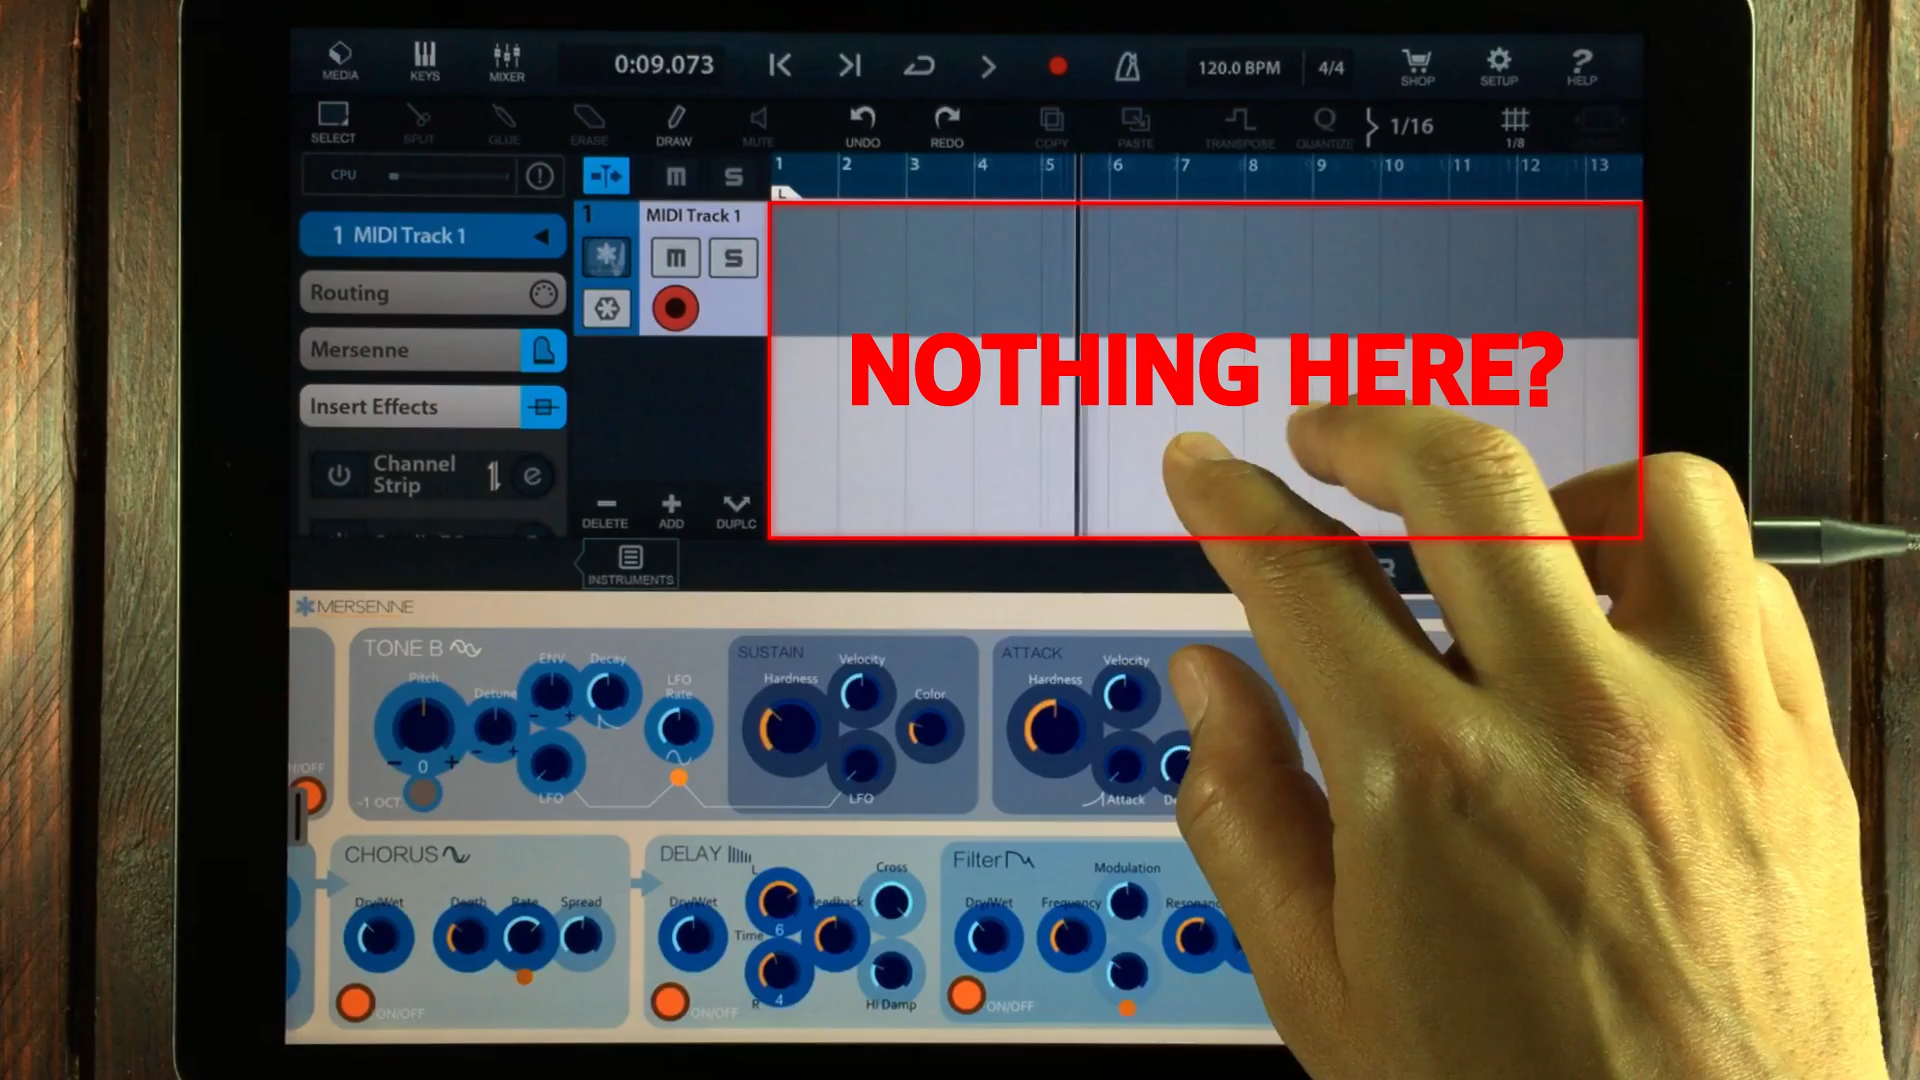 MEDIA KEYS MIXER 0:09.073 120.0 BPM 4/4 SHOP SETUP ? HELP
SELECT SPLIT GLUE ERASE DRAW MUTE UNDO REDO COPY PASTE TRANSPOSE QUANTIZE 1/16 1/8
CPU ! m S 1 2 3 4 5 6 7 8 9 10 11 12 13
L
1 MIDI Track 1
1 MIDI Track 1
m S
Routing
Mersenne
Insert Effects
NOTHING HERE?
Channel
Strip
e
DELETE ADD DUPLC
INSTRUMENTS
R
MERSENNE
TONE B
Pitch
Detune
ENV
Decay
LFO
Rate
LFO
0
-1 OCT.
SUSTAIN
Hardness
Velocity
Color
LFO
ATTACK
Hardness
Velocity
Attack
CHORUS
Dry/Wet Depth Rate Spread
ON/OFF
DELAY
Dry/Wet
L
Time
6
4
R
Feedback
Cross
Hi Damp
ON/OFF
Filter
Dry/Wet Frequency Modulation
ON/OFF